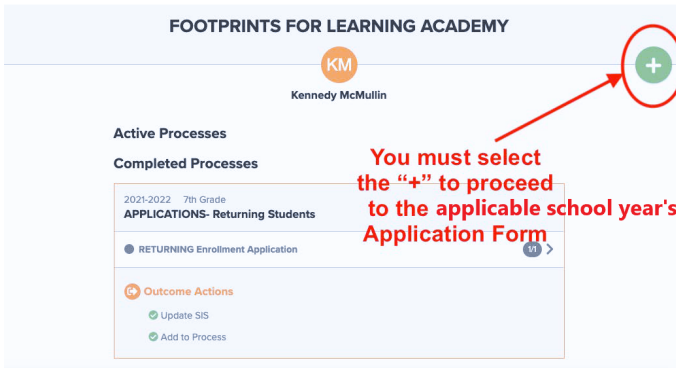 FOOTPRINTS FOR LEARNING ACADEMY
KM
+
Kennedy McMullin
Active Processes
Completed Processes
You must select
the “+” to proceed
to the applicable school year's
Application Form
2021-2022 7th Grade
APPLICATIONS- Returning Students
RETURNING Enrollment Application
1/1 >
Outcome Actions
Update SIS
Add to Process